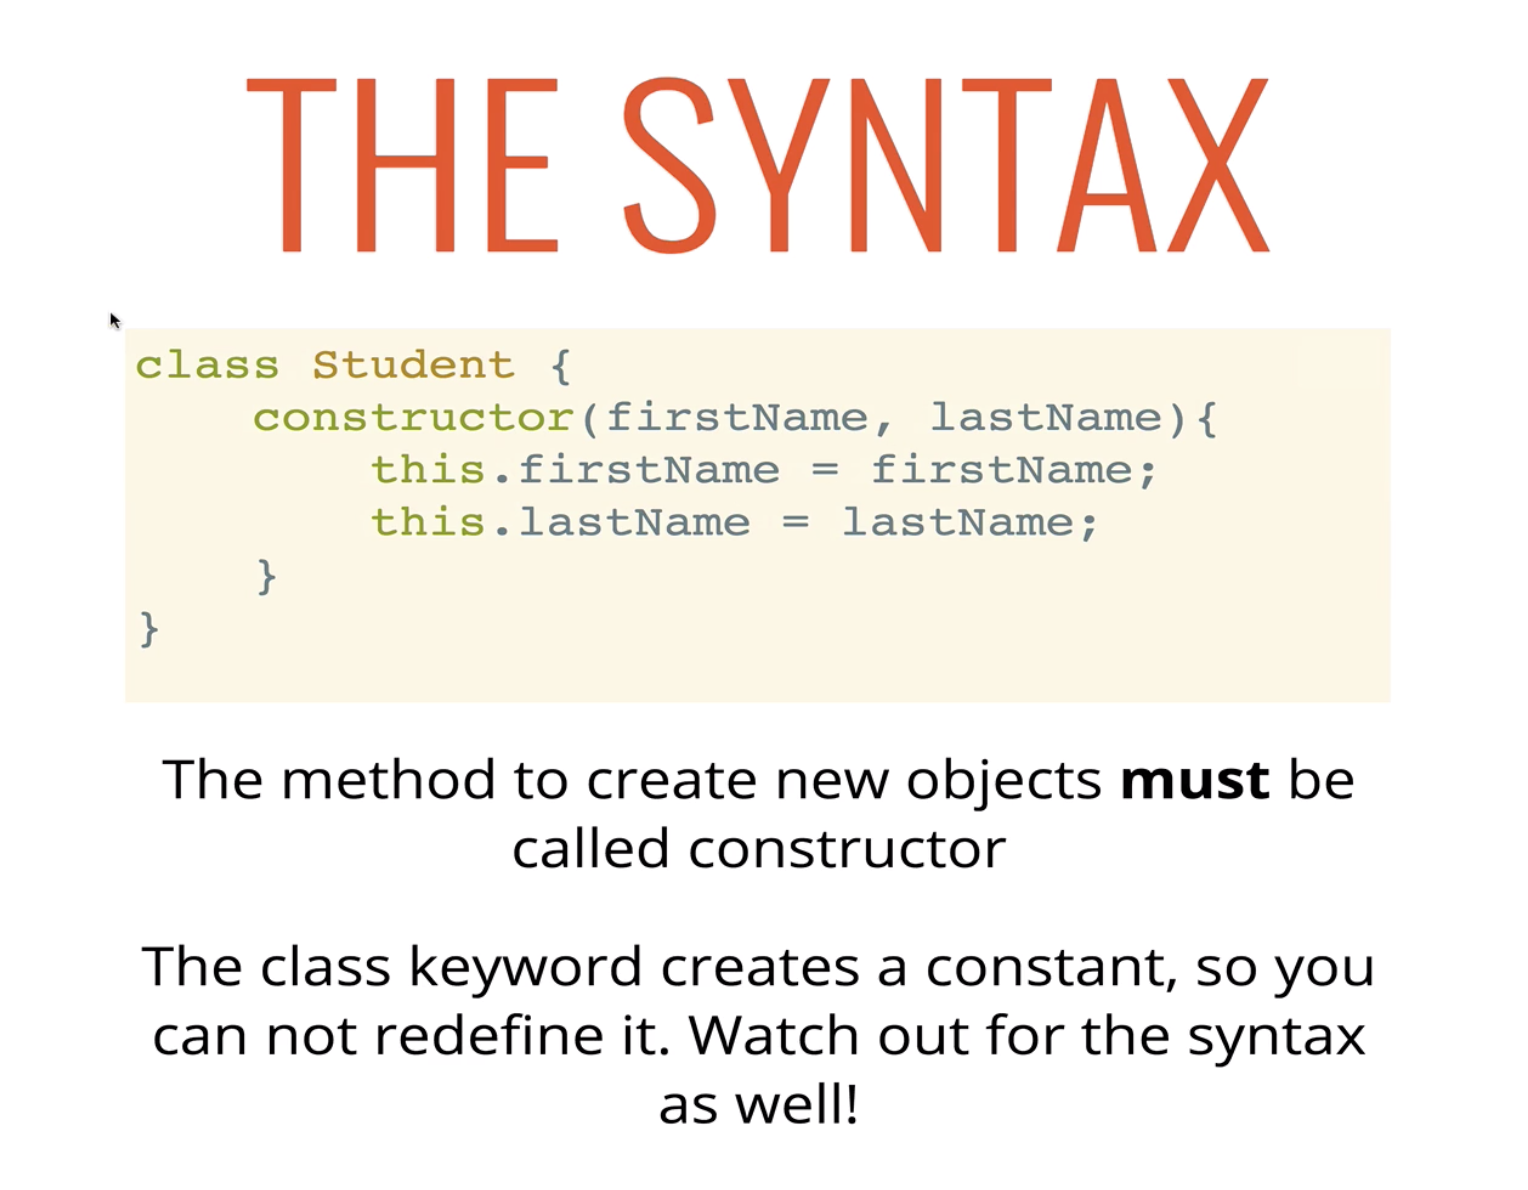 THE SYNTAX
class Student {
constructor(firstName, lastName){
this.firstName = firstName;
this.lastName = lastName;
}
}
The method to create new objects must be
called constructor
The class keyword creates a constant, so you
can not redefine it. Watch out for the syntax
as well!